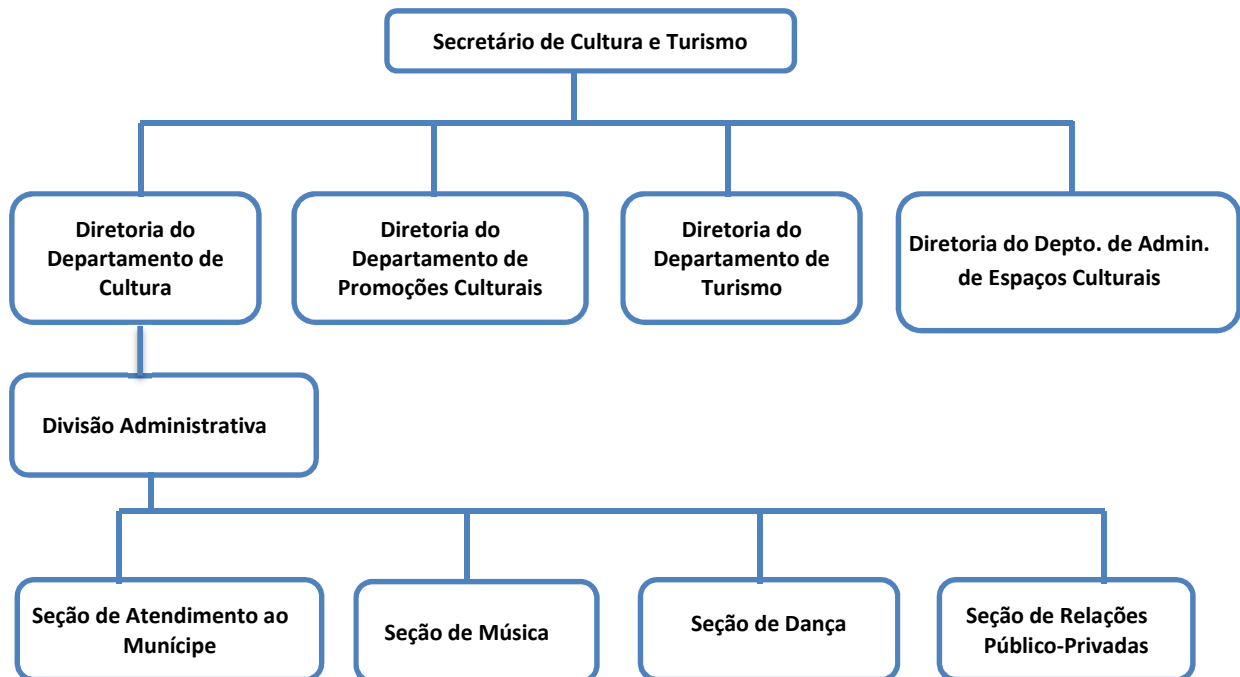 Secretário de Cultura e Turismo
Diretoria do
Departamento de
Cultura
Diretoria do
Departamento de
Promoções Culturais
Diretoria do
Departamento de
Turismo
Diretoria do Depto. de Admin.
de Espaços Culturais
Divisão Administrativa
Seção de Atendimento ao
Munícipe
Seção de Música
Seção de Dança
Seção de Relações
Público-Privadas